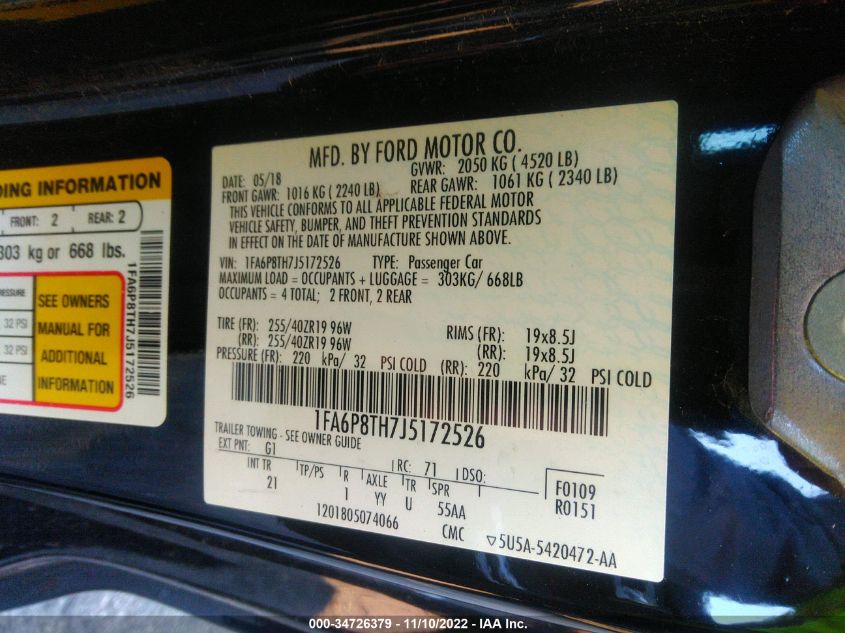 DING INFORMATION
FRONT: 2 REAR: 2
303 kg or 668 lbs.
RESSURE
32 PSI
32 PSI
NE
SEE OWNERS
MANUAL FOR
ADDITIONAL
INFORMATION
1FA6P8TH7J5172526
MFD. BY FORD MOTOR CO.
DATE: 05/18 GVWR: 2050 KG ( 4520 LB)
FRONT GAWR: 1016 KG ( 2240 LB) REAR GAWR: 1061 KG ( 2340 LB)
THIS VEHICLE CONFORMS TO ALL APPLICABLE FEDERAL MOTOR
VEHICLE SAFETY, BUMPER, AND THEFT PREVENTION STANDARDS
IN EFFECT ON THE DATE OF MANUFACTURE SHOWN ABOVE.
VIN: 1FA6P8TH7J5172526 TYPE: Passenger Car
MAXIMUM LOAD = OCCUPANTS + LUGGAGE = 303KG/ 668LB
OCCUPANTS = 4 TOTAL; 2 FRONT, 2 REAR
TIRE (FR): 255/40ZR19 96W RIMS (FR): 19x8.5J
(RR): 255/40ZR19 96W (RR): 19x8.5J
PRESSURE (FR): 220 kPa/ 32 PSI COLD (RR): 220 kPa/ 32 PSI COLD
1FA6P8TH7J5172526
TRAILER TOWING - SEE OWNER GUIDE
EXT PNT: G1 RC: 71 DSO:
INT TR TP/PS R AXLE TR SPR F0109
21 1 YY U 55AA R0151
1201805074066 CMC ▽5U5A-5420472-AA
000-34726379 - 11/10/2022 - IAA Inc.